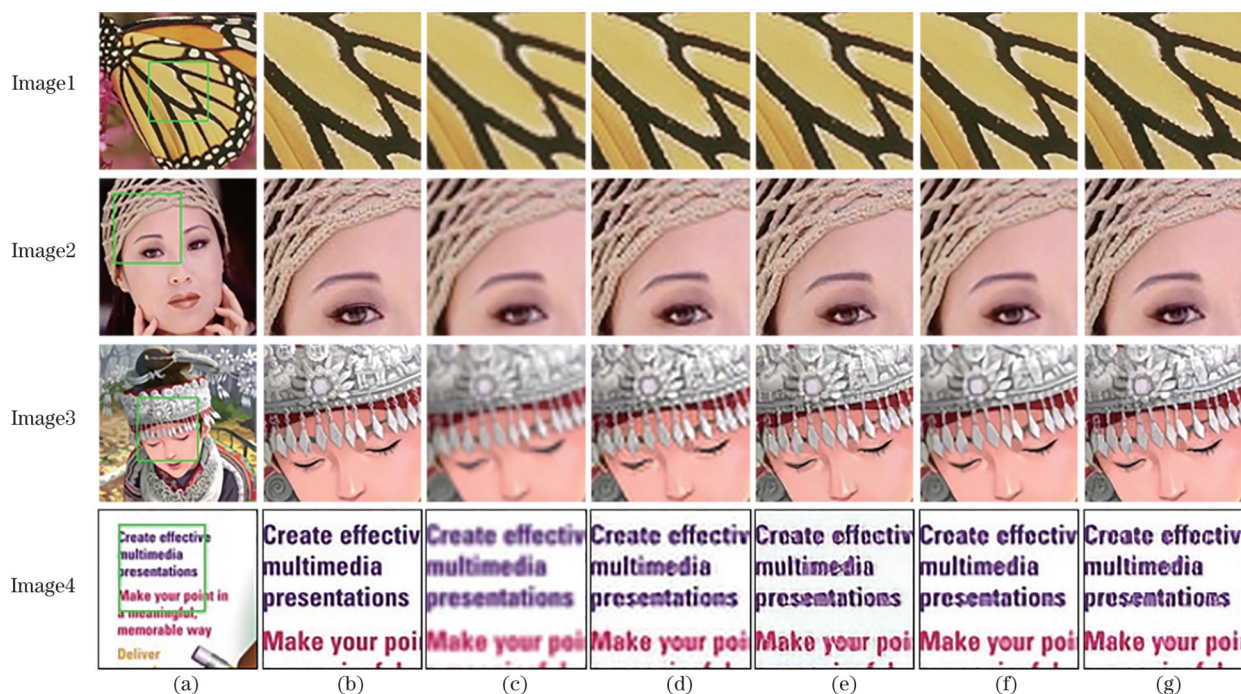 Image1
Image2
Image3
Image4
Create effective
multimedia
presentations
Make your point in
a meaningful,
memorable way
Deliver
Create effectiv
multimedia
presentations
Make your poi
Create effectiv
multimedia
presentations
Make your poi
Create effectiv
multimedia
presentations
Make your poi
Create effectiv
multimedia
presentations
Make your poi
Create effectiv
multimedia
presentations
Make your poi
Create effectiv
multimedia
presentations
Make your poi
(a) (b) (c) (d) (e) (f) (g)